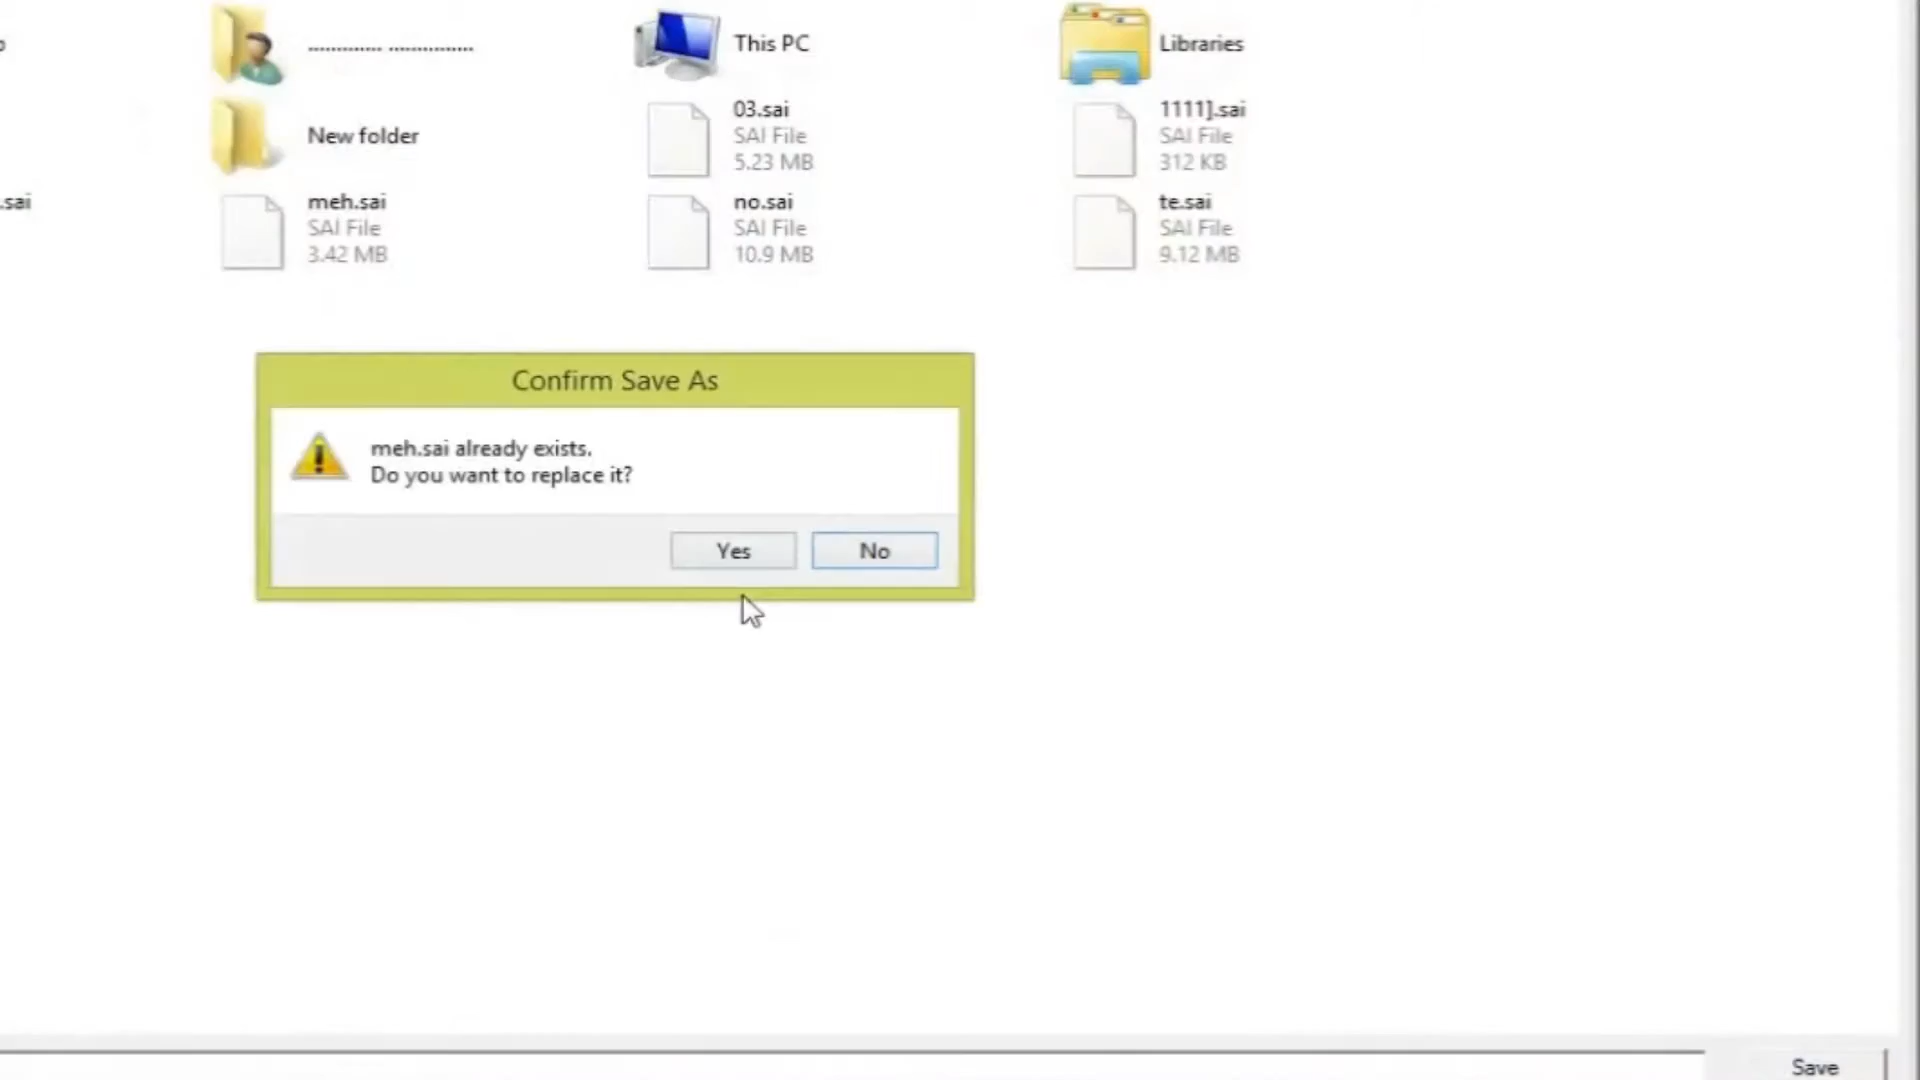 This PC
Libraries
New folder
03.sai
SAI File
5.23 MB
1111].sai
SAI File
312 KB
.sai
meh.sai
SAI File
3.42 MB
no.sai
SAI File
10.9 MB
te.sai
SAI File
9.12 MB
Confirm Save As
meh.sai already exists.
Do you want to replace it?
Yes
No
Save